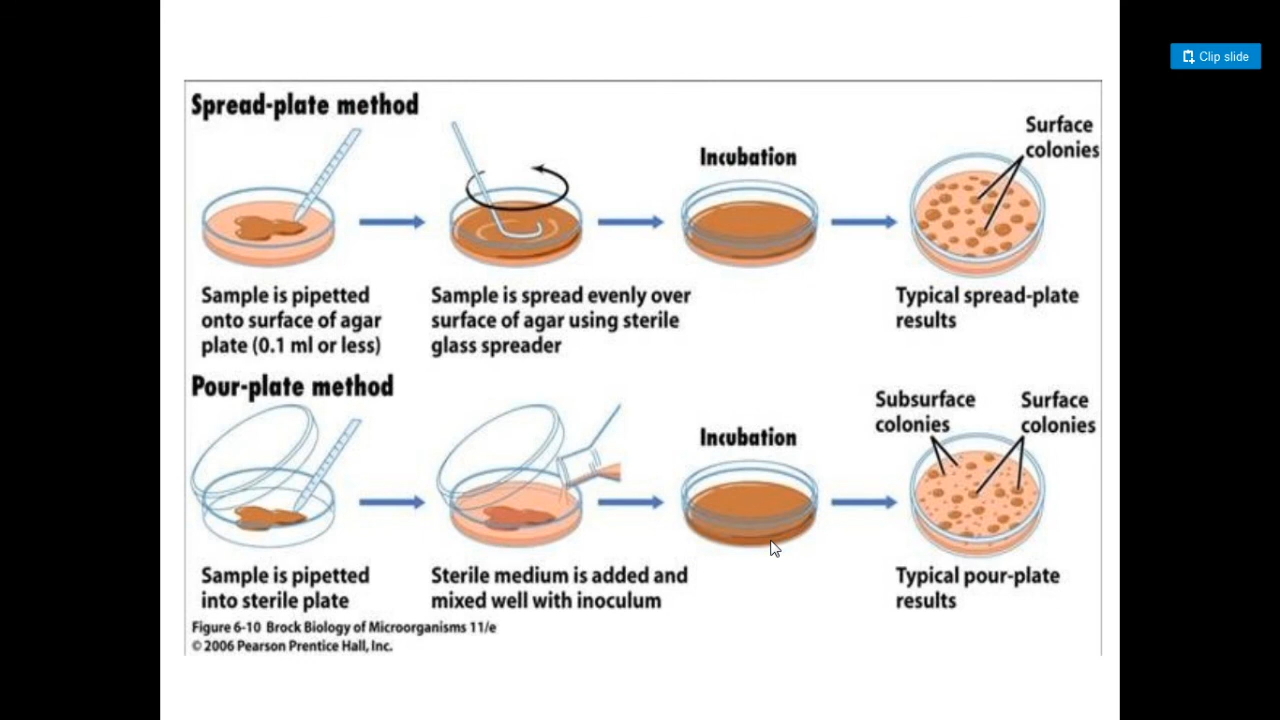 Clip slide
Spread-plate method
Surface
colonies
Incubation
Sample is pipetted
onto surface of agar
plate (0.1 ml or less)
Sample is spread evenly over
surface of agar using sterile
glass spreader
Typical spread-plate
results
Pour-plate method
Subsurface
colonies
Surface
colonies
Incubation
Sample is pipetted
into sterile plate
Sterile medium is added and
mixed well with inoculum
Typical pour-plate
results
Figure 6-10 Brock Biology of Microorganisms 11/e
© 2006 Pearson Prentice Hall, Inc.